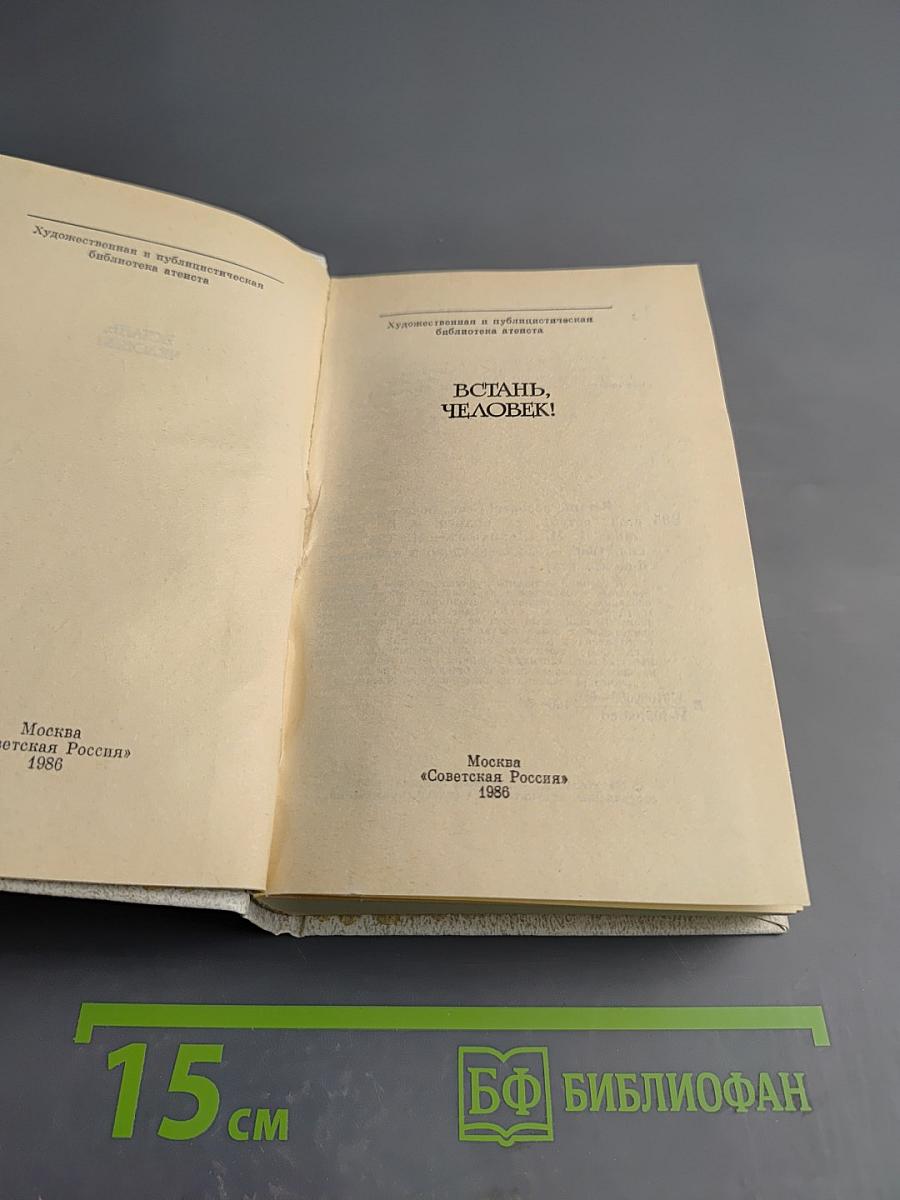 Художественная и публицистическая
библиотека атеиста
Москва
ветская Россия»
1986
Художественная и публицистическая
библиотека атеиста
ВСТАНЬ,
ЧЕЛОВЕК!
Москва
«Советская Россия»
1986
15 см
БФ БИБЛИОФАН